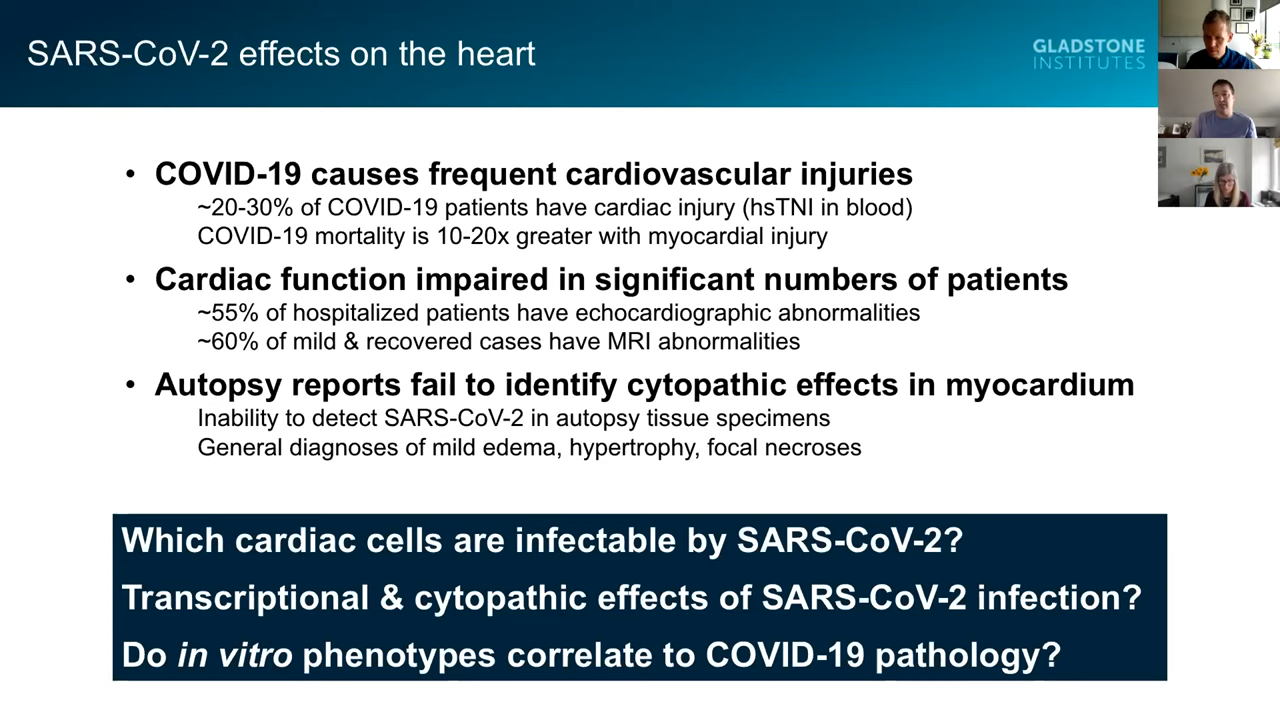 SARS-CoV-2 effects on the heart
GLADSTONE
INSTITUTES
• COVID-19 causes frequent cardiovascular injuries
~20-30% of COVID-19 patients have cardiac injury (hsTNI in blood)
COVID-19 mortality is 10-20x greater with myocardial injury
• Cardiac function impaired in significant numbers of patients
~55% of hospitalized patients have echocardiographic abnormalities
~60% of mild & recovered cases have MRI abnormalities
• Autopsy reports fail to identify cytopathic effects in myocardium
Inability to detect SARS-CoV-2 in autopsy tissue specimens
General diagnoses of mild edema, hypertrophy, focal necroses
Which cardiac cells are infectable by SARS-CoV-2?
Transcriptional & cytopathic effects of SARS-CoV-2 infection?
Do in vitro phenotypes correlate to COVID-19 pathology?